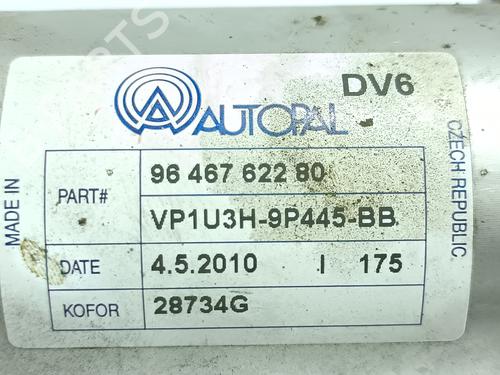 DV6
AUTOPAL
MADE IN
CZECH REPUBLIC
PART#
96 467 622 80
VP1U3H-9P445-BB
DATE
4.5.2010 I 175
KOFOR
28734G